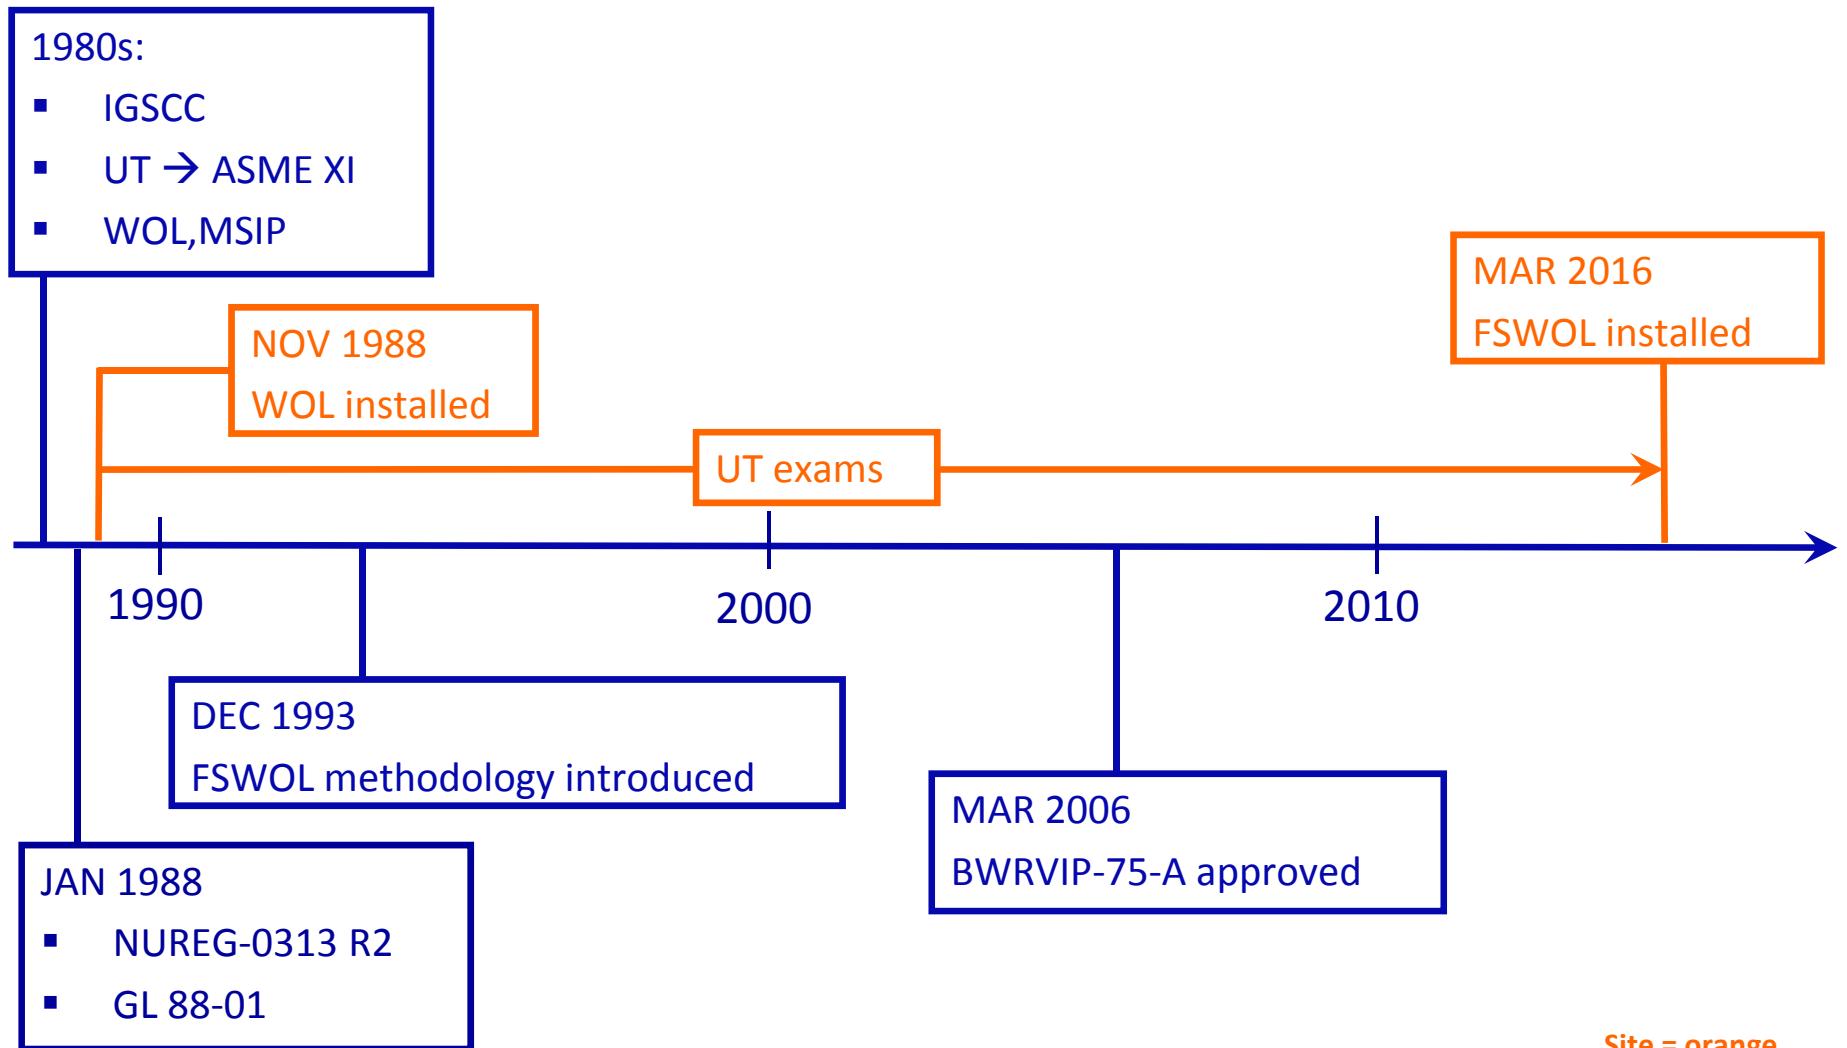 1980s:
▪ IGSCC
▪ UT → ASME XI
▪ WOL,MSIP
NOV 1988
WOL installed
MAR 2016
FSWOL installed
UT exams
1990
2000
2010
DEC 1993
FSWOL methodology introduced
MAR 2006
BWRVIP-75-A approved
JAN 1988
▪ NUREG-0313 R2
▪ GL 88-01
Site = orange